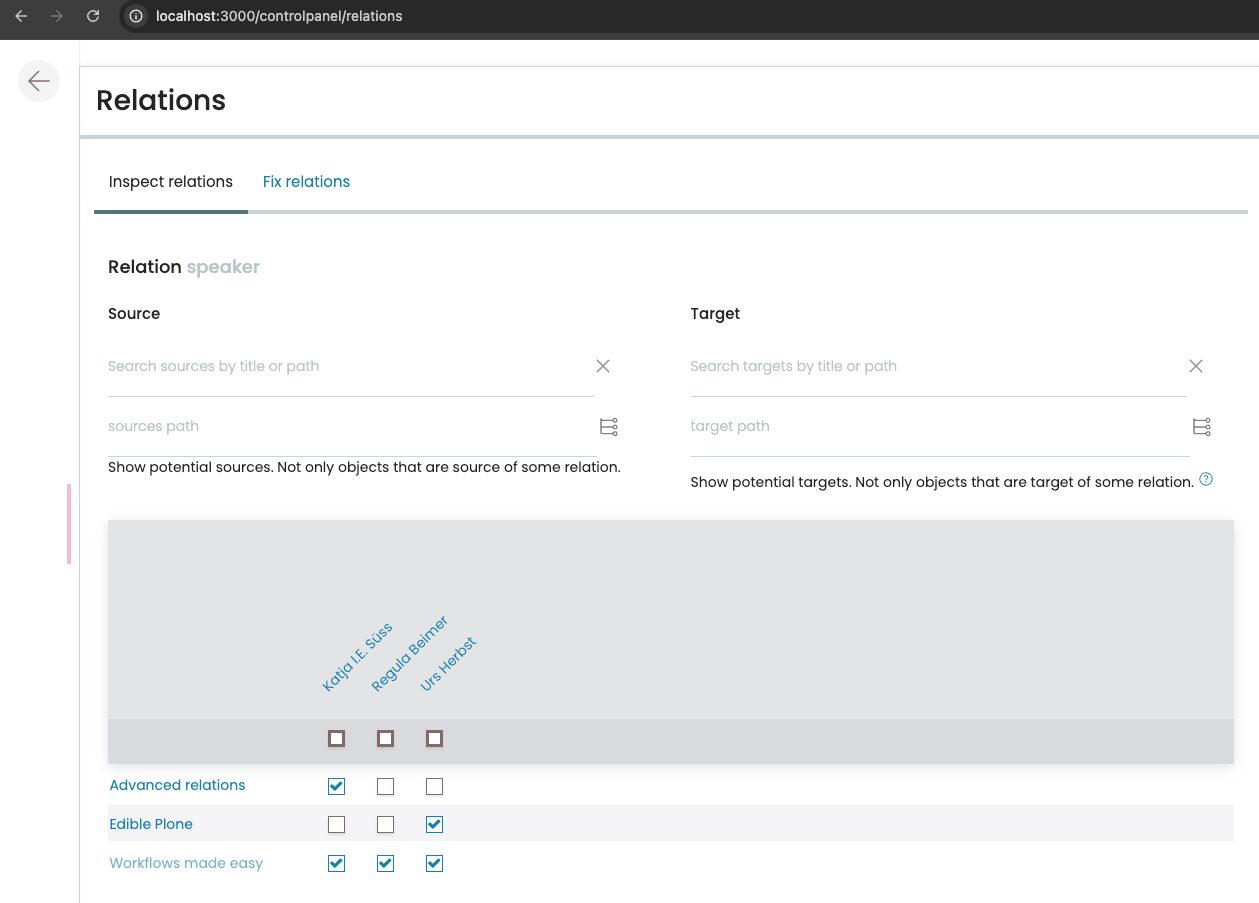 localhost:3000/controlpanel/relations
Relations
Inspect relations
Fix relations
Relation speaker
Source
Target
Search sources by title or path
Search targets by title or path
sources path
target path
Show potential sources. Not only objects that are source of some relation.
Show potential targets. Not only objects that are target of some relation. ?
Katja I.E. Süss
Regula Beimer
Urs Herbst
Advanced relations
Edible Plone
Workflows made easy